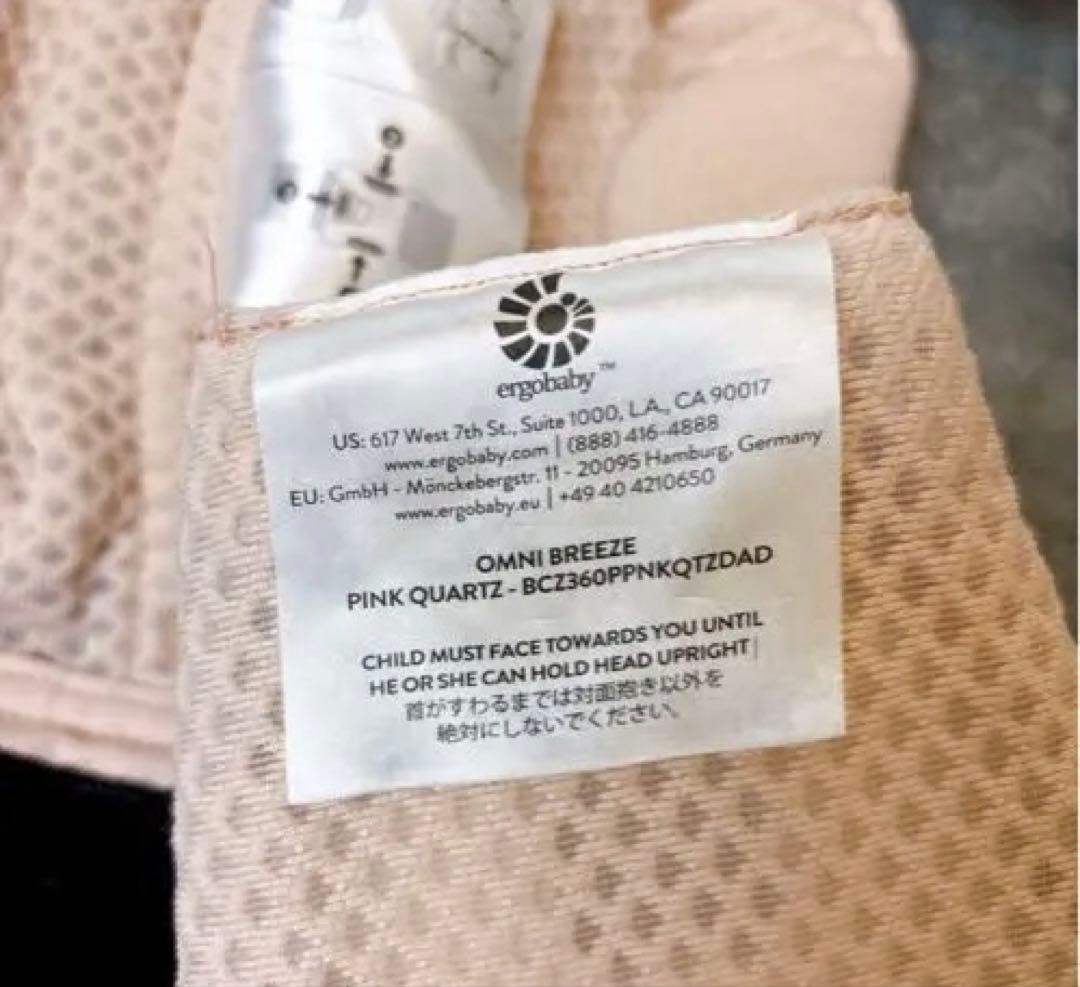 ergobaby™
US: 617 West 7th St., Suite 1000, L.A., CA 90017
www.ergobaby.com | (888) 416-4888
EU: GmbH - Mönckebergstr. 11 - 20095 Hamburg, Germany
www.ergobaby.eu | +49 40 4210650
OMNI BREEZE
PINK QUARTZ - BCZ360PPNKQTZDAD
CHILD MUST FACE TOWARDS YOU UNTIL
HE OR SHE CAN HOLD HEAD UPRIGHT |
首がすわるまでは対面抱き以外を
絶対にしないでください。